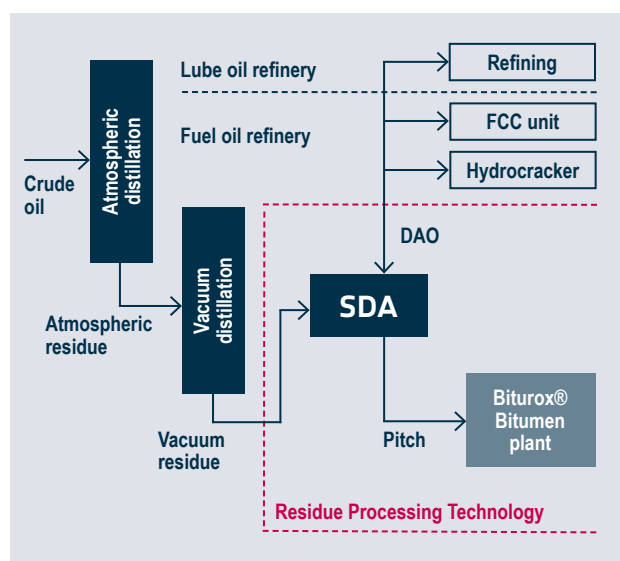 Lube oil refinery
Refining
Fuel oil refinery
FCC unit
Hydrocracker
Crude
oil
Atmospheric
distillation
Atmospheric
residue
Vacuum
distillation
Vacuum
residue
DAO
SDA
Pitch
Biturox®
Bitumen
plant
Residue Processing Technology